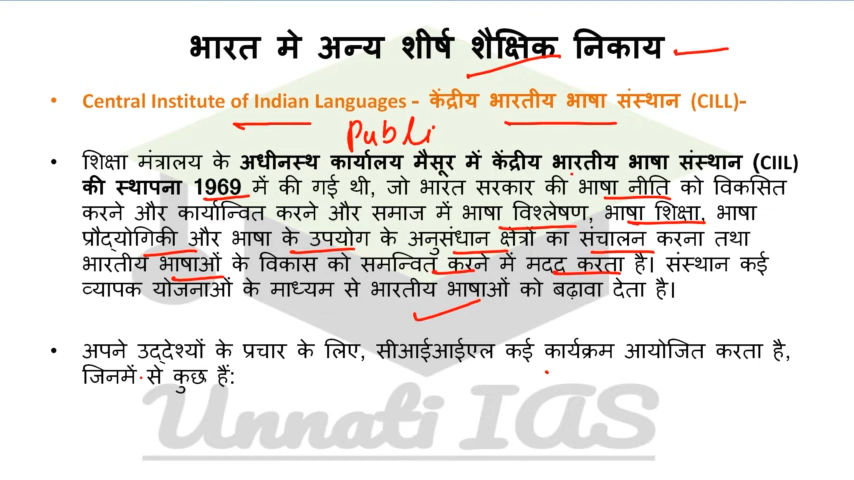 भारत मे अन्य शीर्ष शैक्षिक निकाय
• Central Institute of Indian Languages - केंद्रीय भारतीय भाषा संस्थान (CILL)-
Publi
• शिक्षा मंत्रालय के अधीनस्थ कार्यालय मैसूर में केंद्रीय भारतीय भाषा संस्थान (CIIL)
की स्थापना 1969 में की गई थी, जो भारत सरकार की भाषा नीति को विकसित
करने और कार्यान्वित करने और समाज में भाषा विश्लेषण, भाषा शिक्षा, भाषा
प्रौद्योगिकी और भाषा के उपयोग के अनुसंधान क्षेत्रों का संचालन करना तथा
भारतीय भाषाओं के विकास को समन्वित करने में मदद करता है। संस्थान कई
व्यापक योजनाओं के माध्यम से भारतीय भाषाओं को बढ़ावा देता है।
• अपने उद्देश्यों के प्रचार के लिए, सीआईआईएल कई कार्यक्रम आयोजित करता है,
जिनमें से कुछ हैं:
Unnati IAS